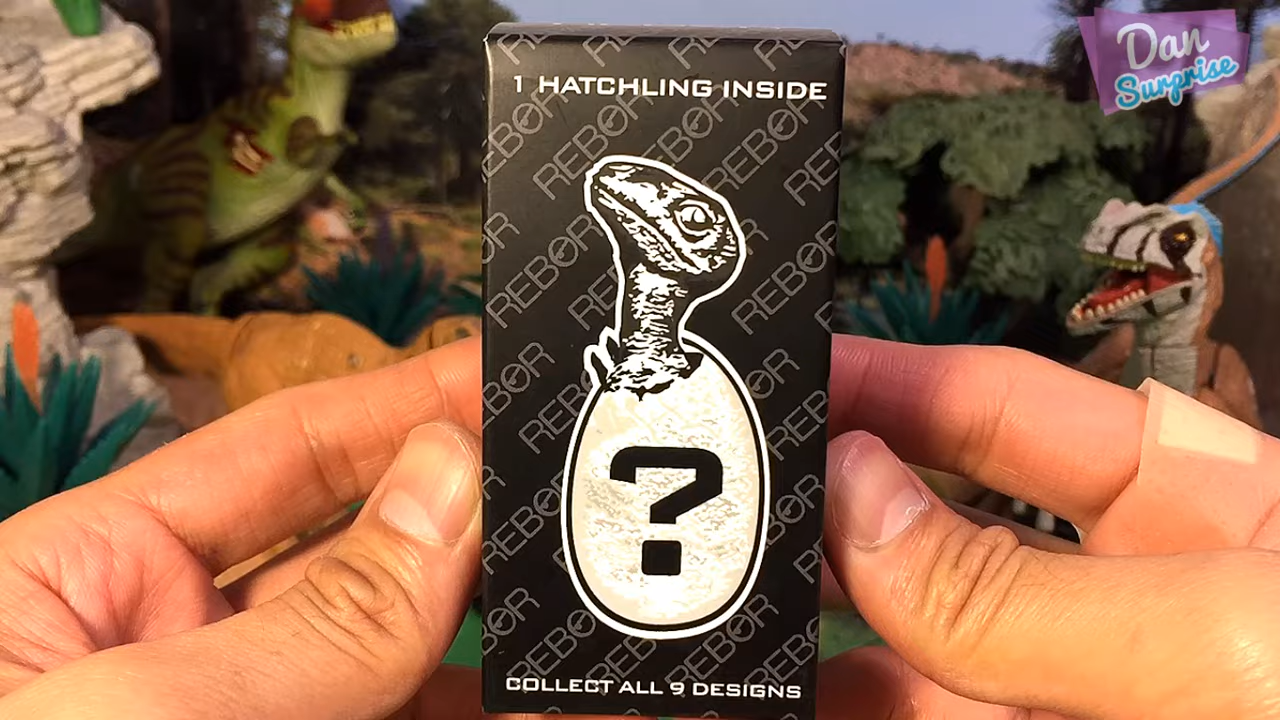 Dan
Surprise
1 HATCHLING INSIDE
REBOR
?
COLLECT ALL 9 DESIGNS